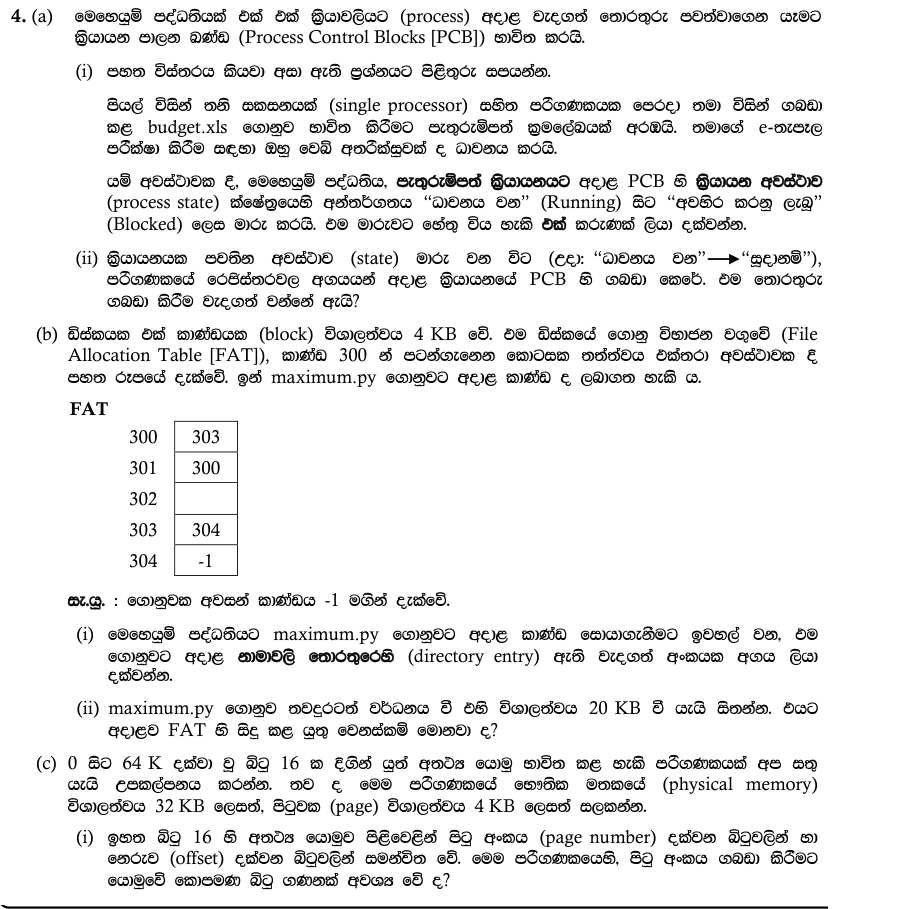 4. (a) මෙහෙයුම් පද්ධතියක් එක් එක් ක්‍රියාවලියට (process) අදාළ වැදගත් තොරතුරු පවත්වාගෙන යෑමට
ක්‍රියායන පාලන ඛණ්ඩ (Process Control Blocks [PCB]) භාවිත කරයි.
(i) පහත විස්තරය කියවා අසා ඇති ප්‍රශ්නයට පිළිතුරු සපයන්න.
පියල් විසින් තනි සකසනයක් (single processor) සහිත පරිගණකයක පෙරදා තමා විසින් ගබඩා
කළ budget.xls ගොනුව භාවිත කිරීමට පැතුරුම්පත් ක්‍රමලේඛයක් අරඹයි. තමාගේ e-තැපැල
පරීක්ෂා කිරීම සඳහා ඔහු වෙබ් අතරික්සුවක් ද ධාවනය කරයි.
යම් අවස්ථාවක දී, මෙහෙයුම් පද්ධතිය, පැතුරුම්පත් ක්‍රියායනයට අදාළ PCB හි ක්‍රියායන අවස්ථාව
(process state) ක්ෂේත්‍රයෙහි අන්තර්ගතය “ධාවනය වන” (Running) සිට “අවහිර කරනු ලැබූ”
(Blocked) ලෙස මාරු කරයි. එම මාරුවට හේතු විය හැකි එක් කරුණක් ලියා දක්වන්න.
(ii) ක්‍රියායනයක පවතින අවස්ථාව (state) මාරු වන විට (උදා: “ධාවනය වන”→“සූදානම්”),
පරිගණකයේ රෙජිස්තරවල අගයයන් අදාළ ක්‍රියායනයේ PCB හි ගබඩා කෙරේ. එම තොරතුරු
ගබඩා කිරීම වැදගත් වන්නේ ඇයි?
(b) ඩිස්කයක එක් කාණ්ඩයක (block) විශාලත්වය 4 KB වේ. එම ඩිස්කයේ ගොනු විභාජන වගුවේ (File
Allocation Table [FAT]), කාණ්ඩ 300 න් පටන්ගැනෙන කොටසක තත්ත්වය එක්තරා අවස්ථාවක දී
පහත රූපයේ දැක්වේ. ඉන් maximum.py ගොනුවට අදාළ කාණ්ඩ ද ලබාගත හැකි ය.
FAT
300 303
301 300
302
303 304
304 -1
සැ.යු. : ගොනුවක අවසන් කාණ්ඩය -1 මගින් දැක්වේ.
(i) මෙහෙයුම් පද්ධතියට maximum.py ගොනුවට අදාළ කාණ්ඩ සොයාගැනීමට ඉවහල් වන, එම
ගොනුවට අදාළ නාමාවලි තොරතුරෙහි (directory entry) ඇති වැදගත් අංකයක අගය ලියා
දක්වන්න.
(ii) maximum.py ගොනුව තවදුරටත් වර්ධනය වී එහි විශාලත්වය 20 KB වී යැයි සිතන්න. එයට
අදාළව FAT හි සිදු කළ යුතු වෙනස්කම් මොනවා ද?
(c) 0 සිට 64 K දක්වා වූ බිටු 16 ක දිගින් යුත් අතථ්‍ය යොමු භාවිත කළ හැකි පරිගණකයක් අප සතු
යැයි උපකල්පනය කරන්න. තව ද මෙම පරිගණකයේ භෞතික මතකයේ (physical memory)
විශාලත්වය 32 KB ලෙසත්, පිටුවක (page) විශාලත්වය 4 KB ලෙසත් සලකන්න.
(i) ඉහත බිටු 16 හි අතථ්‍ය යොමුව පිළිවෙළින් පිටු අංකය (page number) දක්වන බිටුවලින් හා
නෙරුව (offset) දක්වන බිටුවලින් සමන්විත වේ. මෙම පරිගණකයෙහි, පිටු අංකය ගබඩා කිරීමට
යොමුවේ කොපමණ බිටු ගණනක් අවශ්‍ය වේ ද?